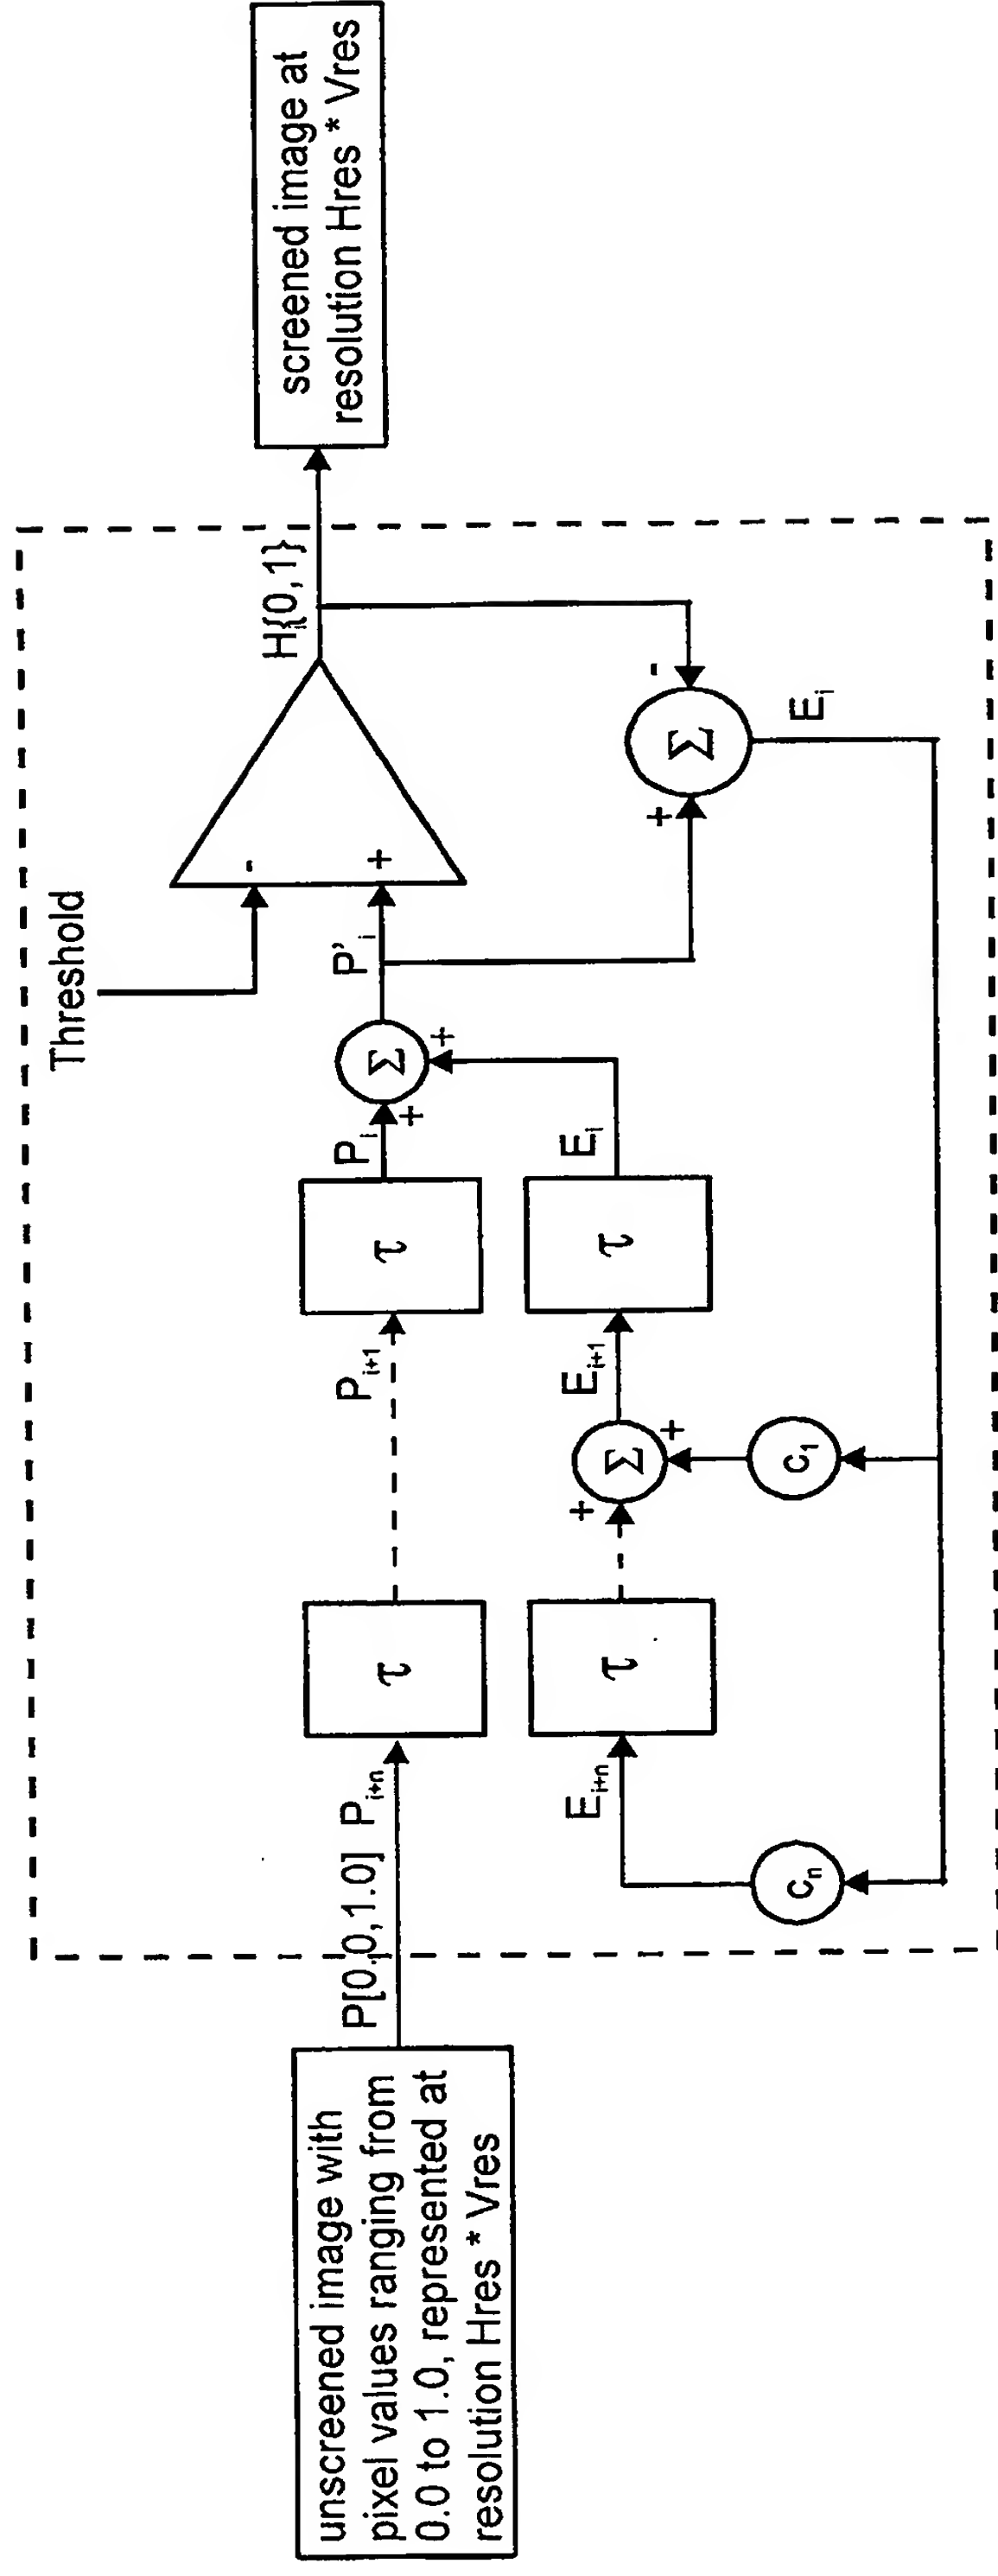 unscreened image with
pixel values ranging from
0.0 to 1.0, represented at
resolution Hres * Vres
P[0.0,1.0] P_{i+n}
τ
P_{i+1}
τ
P_i
+
+
Σ
P'_i
Threshold
-
+
H_i{0,1}
screened image at
resolution Hres * Vres
c_n
E_{i+n}
τ
+
Σ
+
c_1
E_{i+1}
τ
E_i
+
-
Σ
E_i